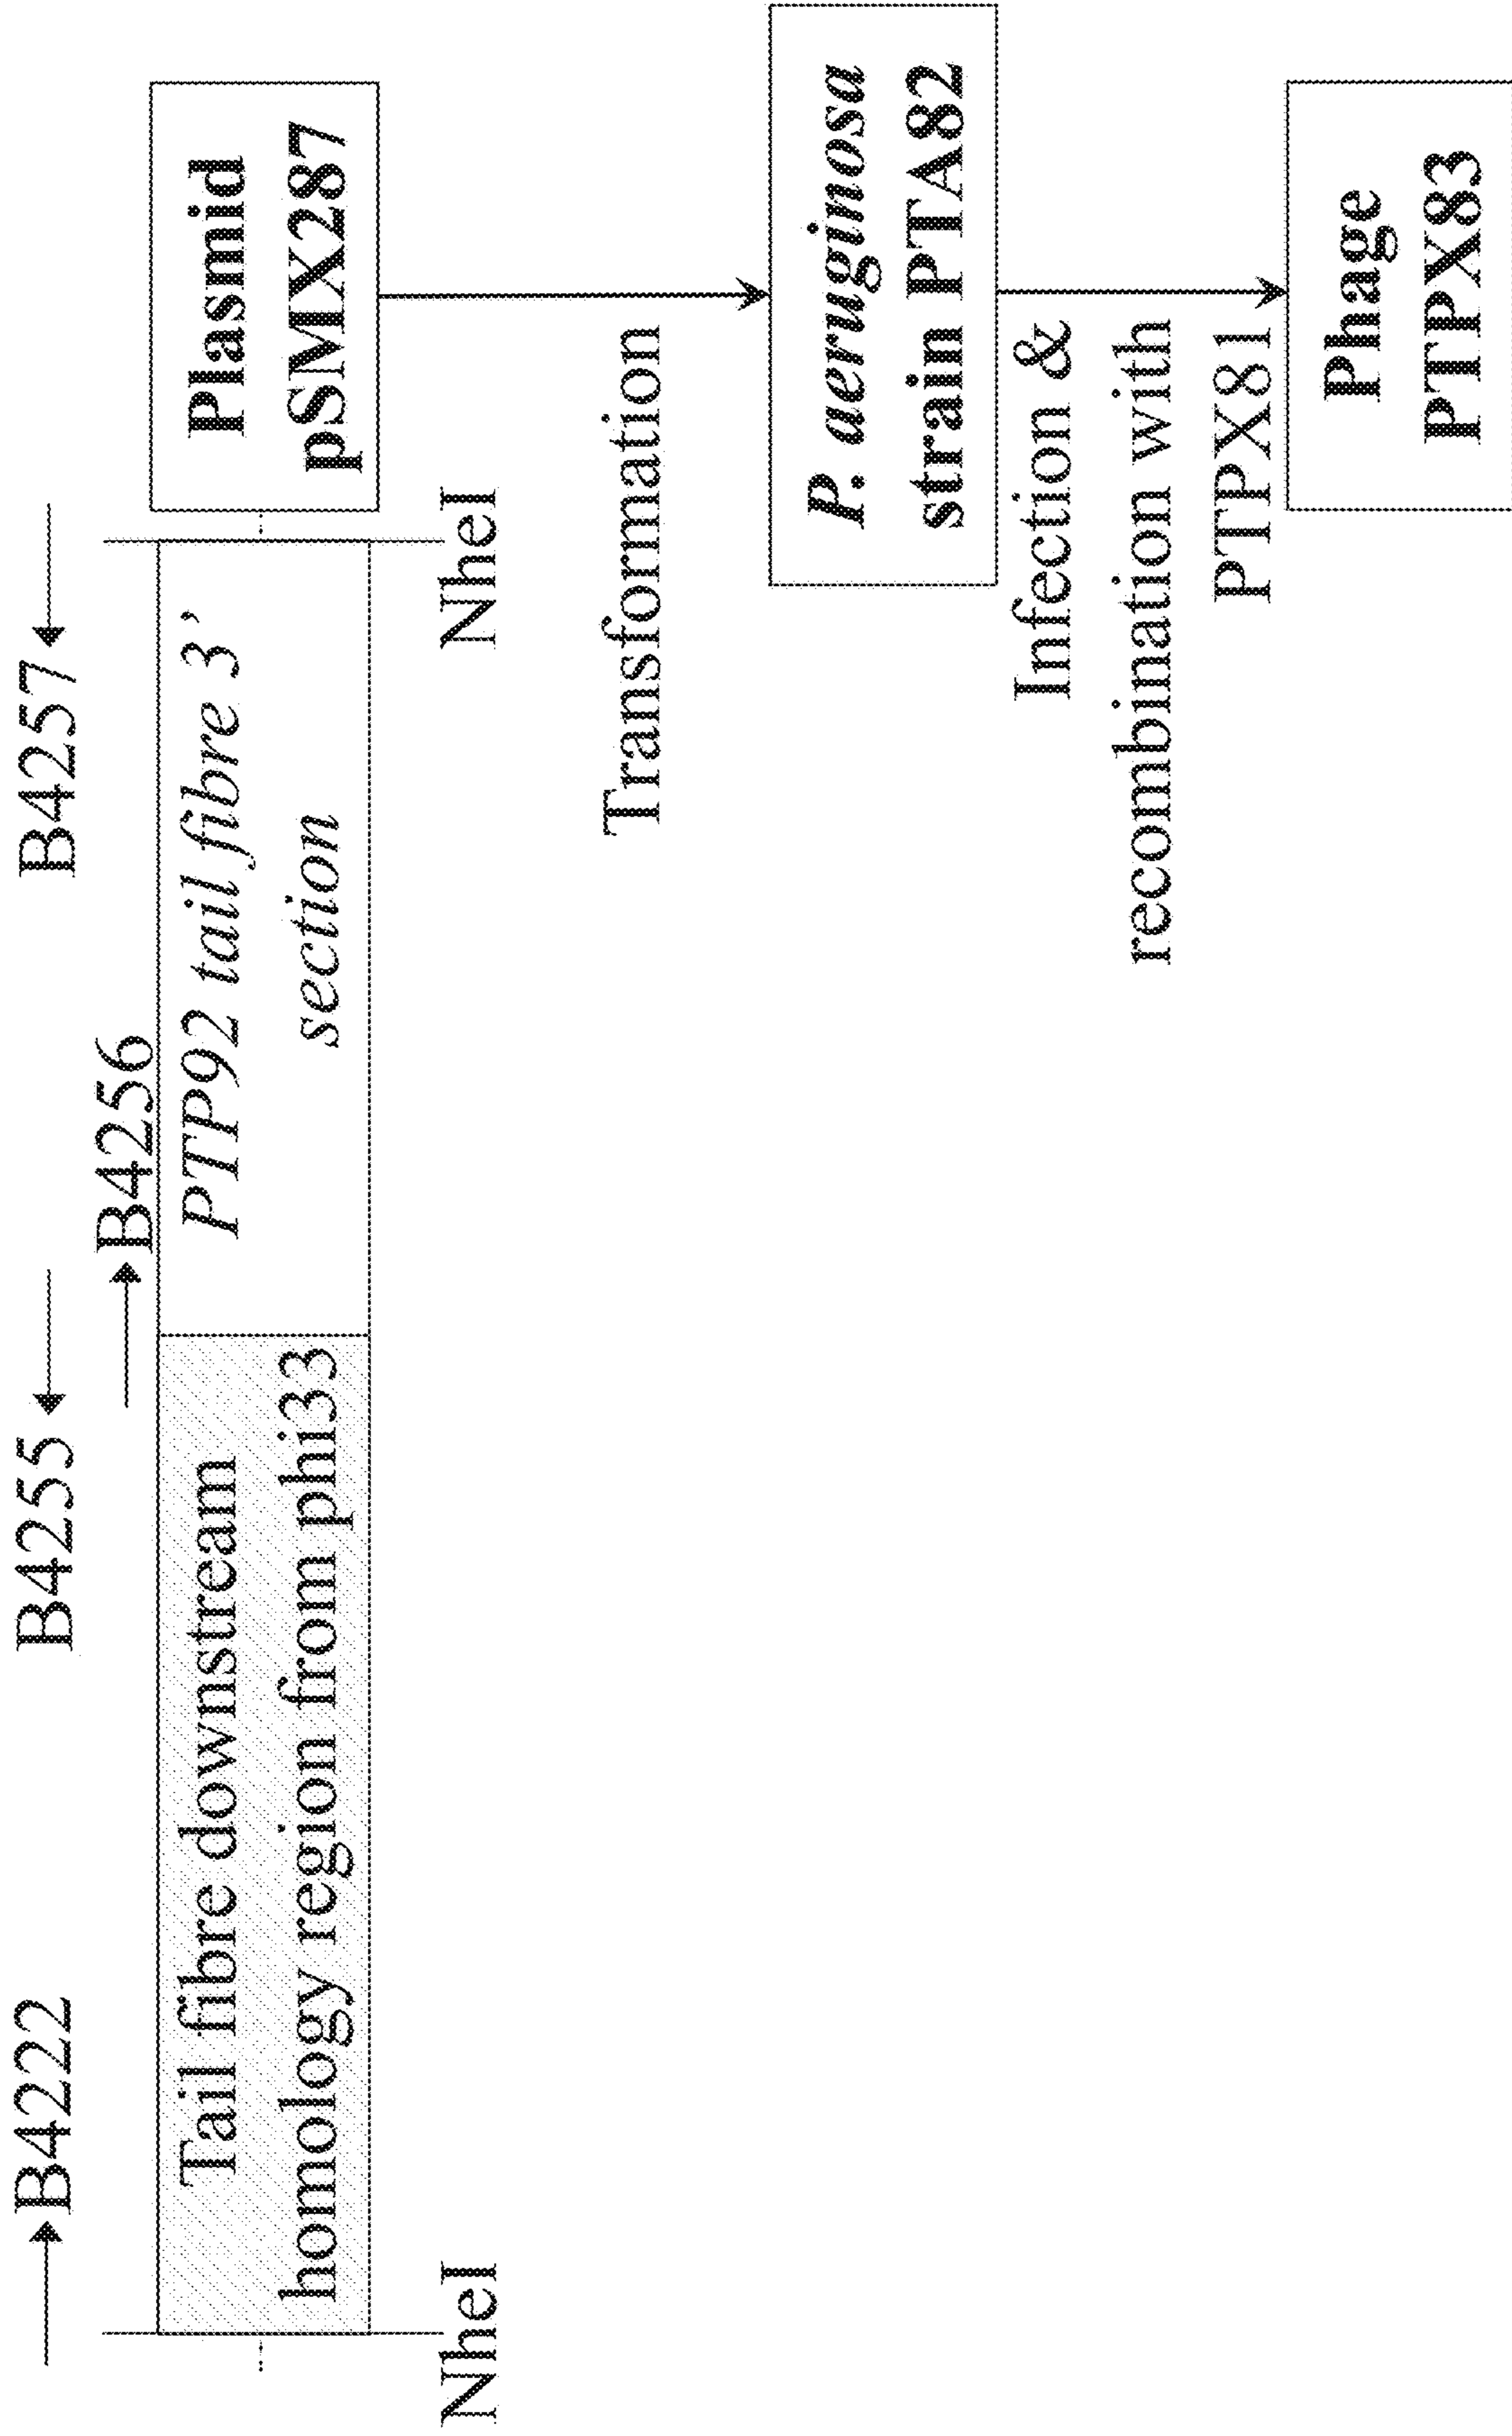 B4222
B4255
B4257
B4256
Tail fibre downstream
homology region from phi33
PTP92 tail fibre 3’
section
Plasmid
pSMX287
NheI
NheI
Transformation
P. aeruginosa
strain PTA82
Infection &
recombination with
PTPX81
Phage
PTPX83